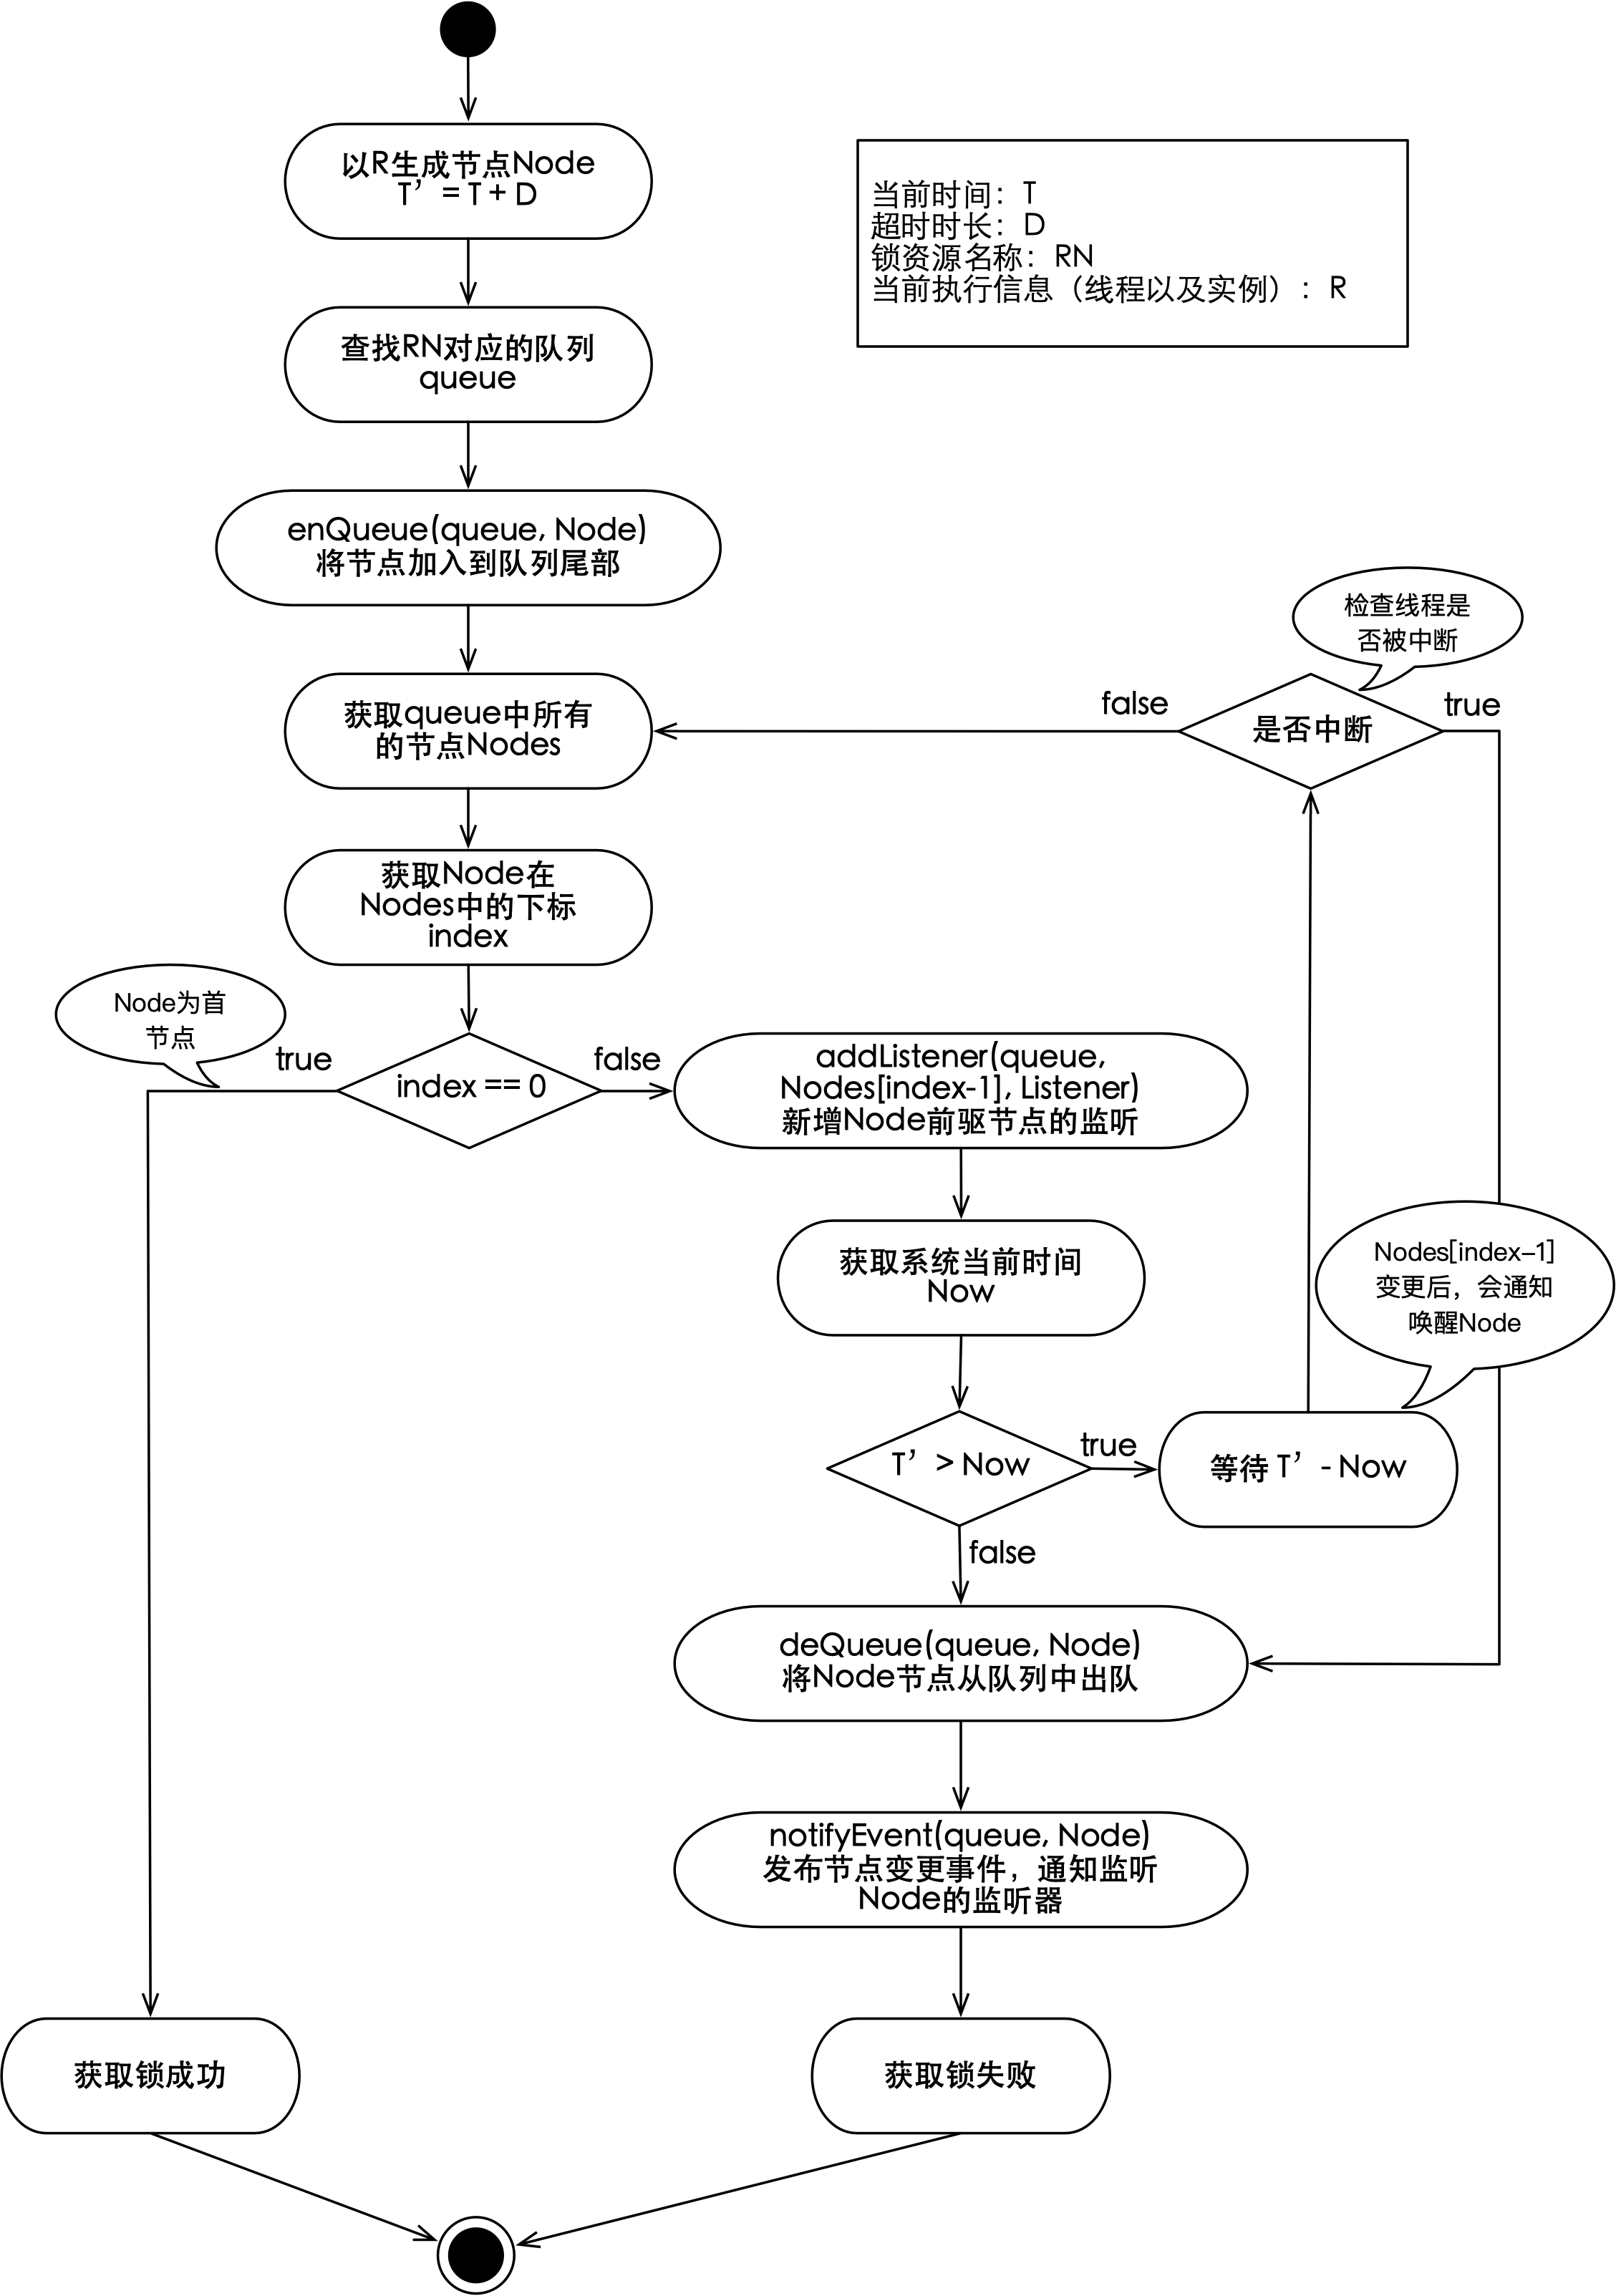 以R生成节点Node
T’ = T + D
当前时间：T
超时时长：D
锁资源名称：RN
当前执行信息（线程以及实例）：R
查找RN对应的队列
queue
enQueue(queue, Node)
将节点加入到队列尾部
检查线程是
否被中断
false
是否中断
true
获取queue中所有
的节点Nodes
获取Node在
Nodes中的下标
index
Node为首
节点
true
index == 0
false
addListener(queue,
Nodes[index-1], Listener)
新增Node前驱节点的监听
获取系统当前时间
Now
Nodes[index-1]
变更后，会通知
唤醒Node
T’ > Now
true
等待 T’ - Now
false
deQueue(queue, Node)
将Node节点从队列中出队
notifyEvent(queue, Node)
发布节点变更事件，通知监听
Node的监听器
获取锁成功
获取锁失败